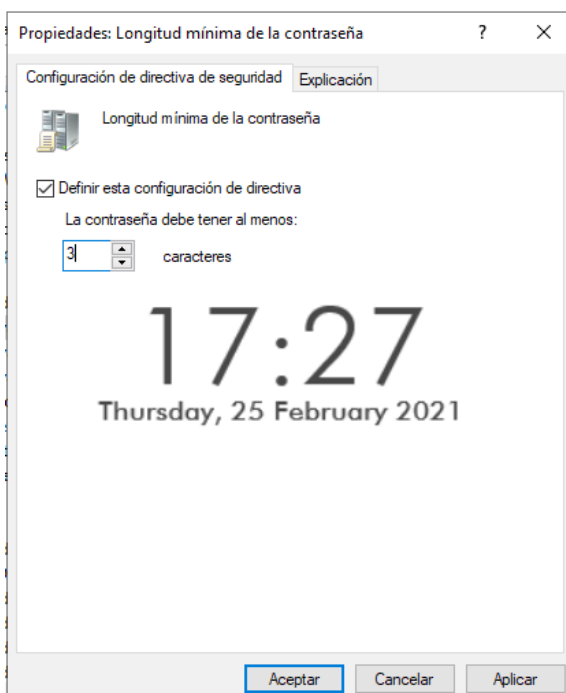 Propiedades: Longitud mínima de la contraseña ? ×
Configuración de directiva de seguridad Explicación
Longitud mínima de la contraseña
Definir esta configuración de directiva
La contraseña debe tener al menos:
3 caracteres
17:27
Thursday, 25 February 2021
Aceptar Cancelar Aplicar